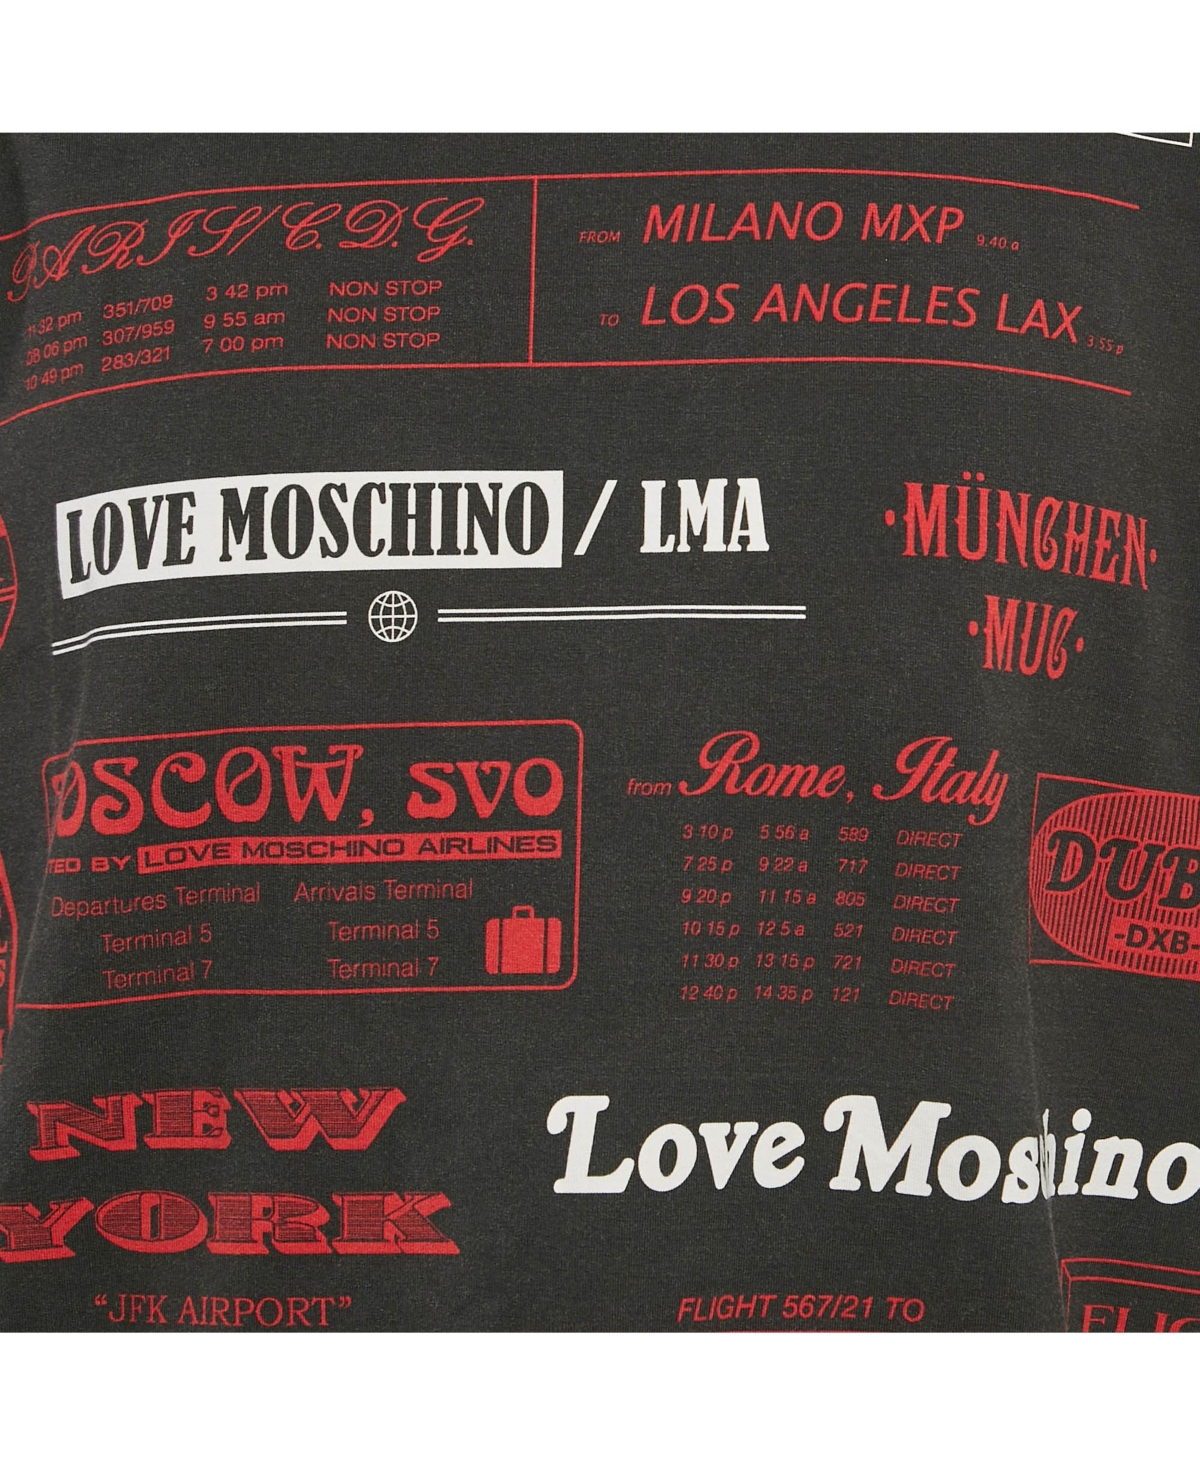 PARIS/C.D.G.
11 32 pm 351/709 3 42 pm NON STOP
08 06 pm 307/959 9 55 am NON STOP
10 49 pm 283/321 7 00 pm NON STOP
FROM MILANO MXP 9.40 a
TO LOS ANGELES LAX 3.55 p
LOVE MOSCHINO / LMA
·MÜNCHEN·
·MUC·
OSCOW, SVO
TED BY LOVE MOSCHINO AIRLINES
Departures Terminal Arrivals Terminal
Terminal 5 Terminal 5
Terminal 7 Terminal 7
from Rome, Italy
3 10 p 5 56 a 589 DIRECT
7 25 p 9 22 a 717 DIRECT
9 20 p 11 15 a 805 DIRECT
10 15 p 12 5 a 521 DIRECT
11 30 p 13 15 p 721 DIRECT
12 40 p 14 35 p 121 DIRECT
DUB
-DXB-
NEW
YORK
“JFK AIRPORT”
Love Moschino
FLIGHT 567/21 TO
FLIG